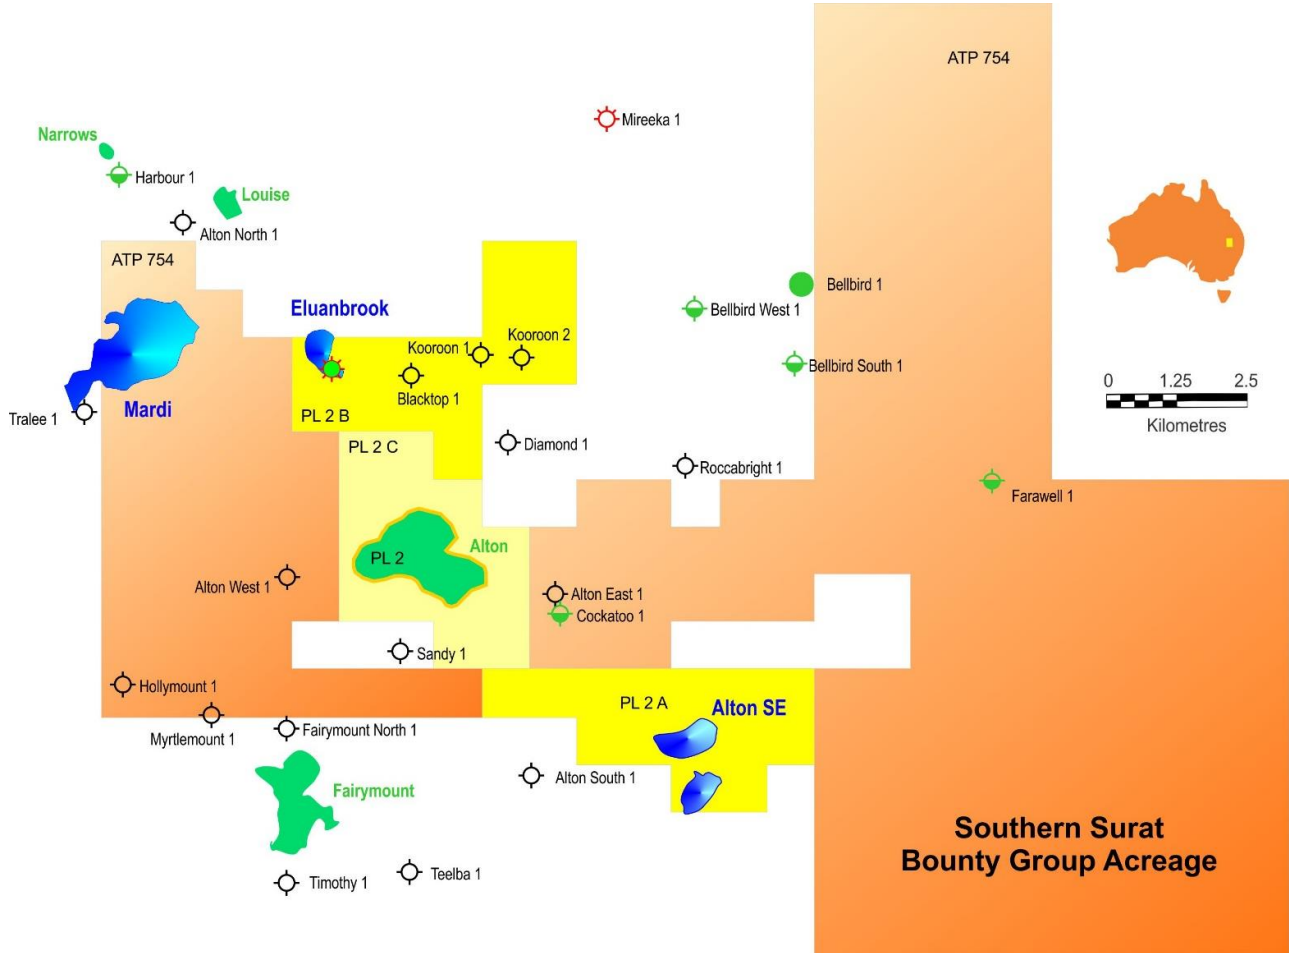 ATP 754
Mireeka 1
Narrows
Harbour 1
Louise
Alton North 1
ATP 754
Bellbird 1
Eluanbrook
Bellbird West 1
Kooroon 2
Kooroon 1
Bellbird South 1
0 1.25 2.5
Kilometres
Blacktop 1
Mardi
PL 2 B
Tralee 1
PL 2 C
Diamond 1
Roccabright 1
Farawell 1
Alton
PL 2
Alton West 1
Alton East 1
Cockatoo 1
Sandy 1
Hollymount 1
PL 2 A
Alton SE
Myrtlemount 1
Fairymount North 1
Alton South 1
Fairymount
Southern Surat
Bounty Group Acreage
Teelba 1
Timothy 1